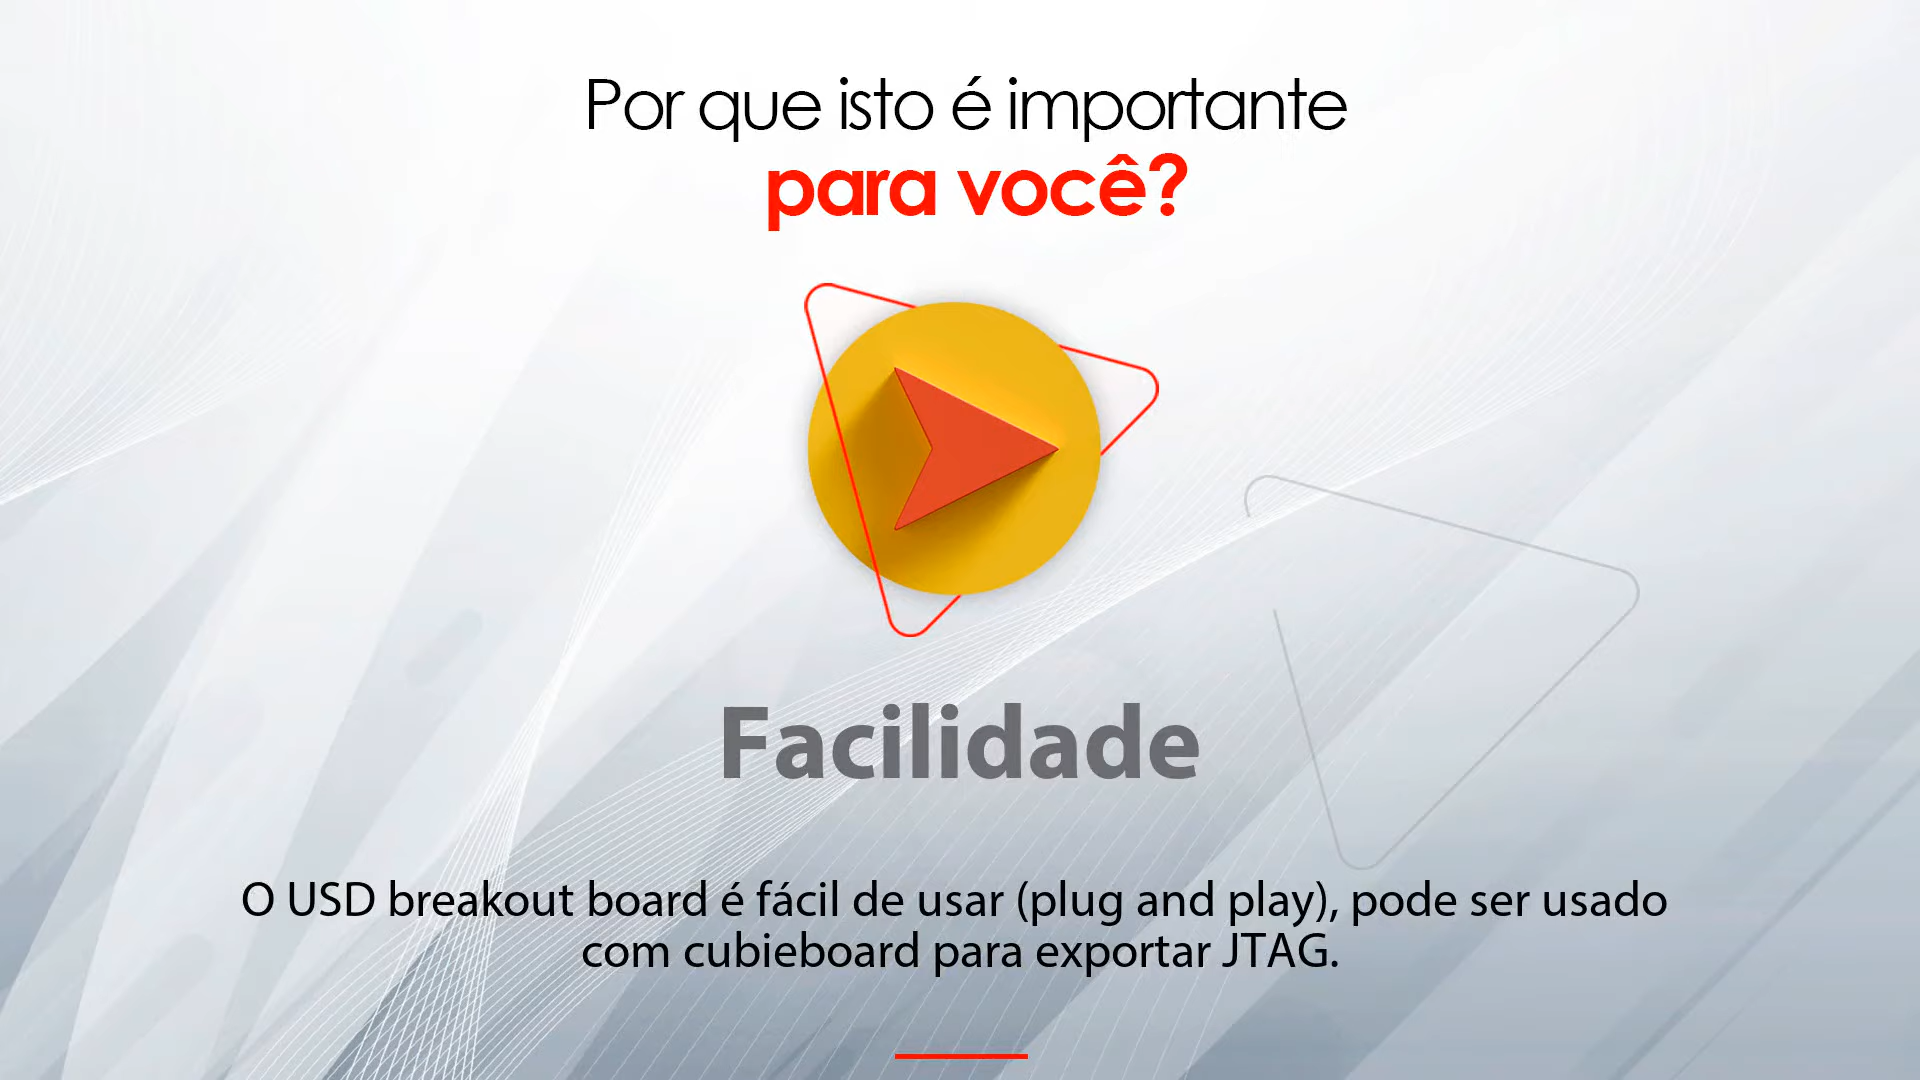 Por que isto é importante
para você?
Facilidade
O USD breakout board é fácil de usar (plug and play), pode ser usado
com cubieboard para exportar JTAG.